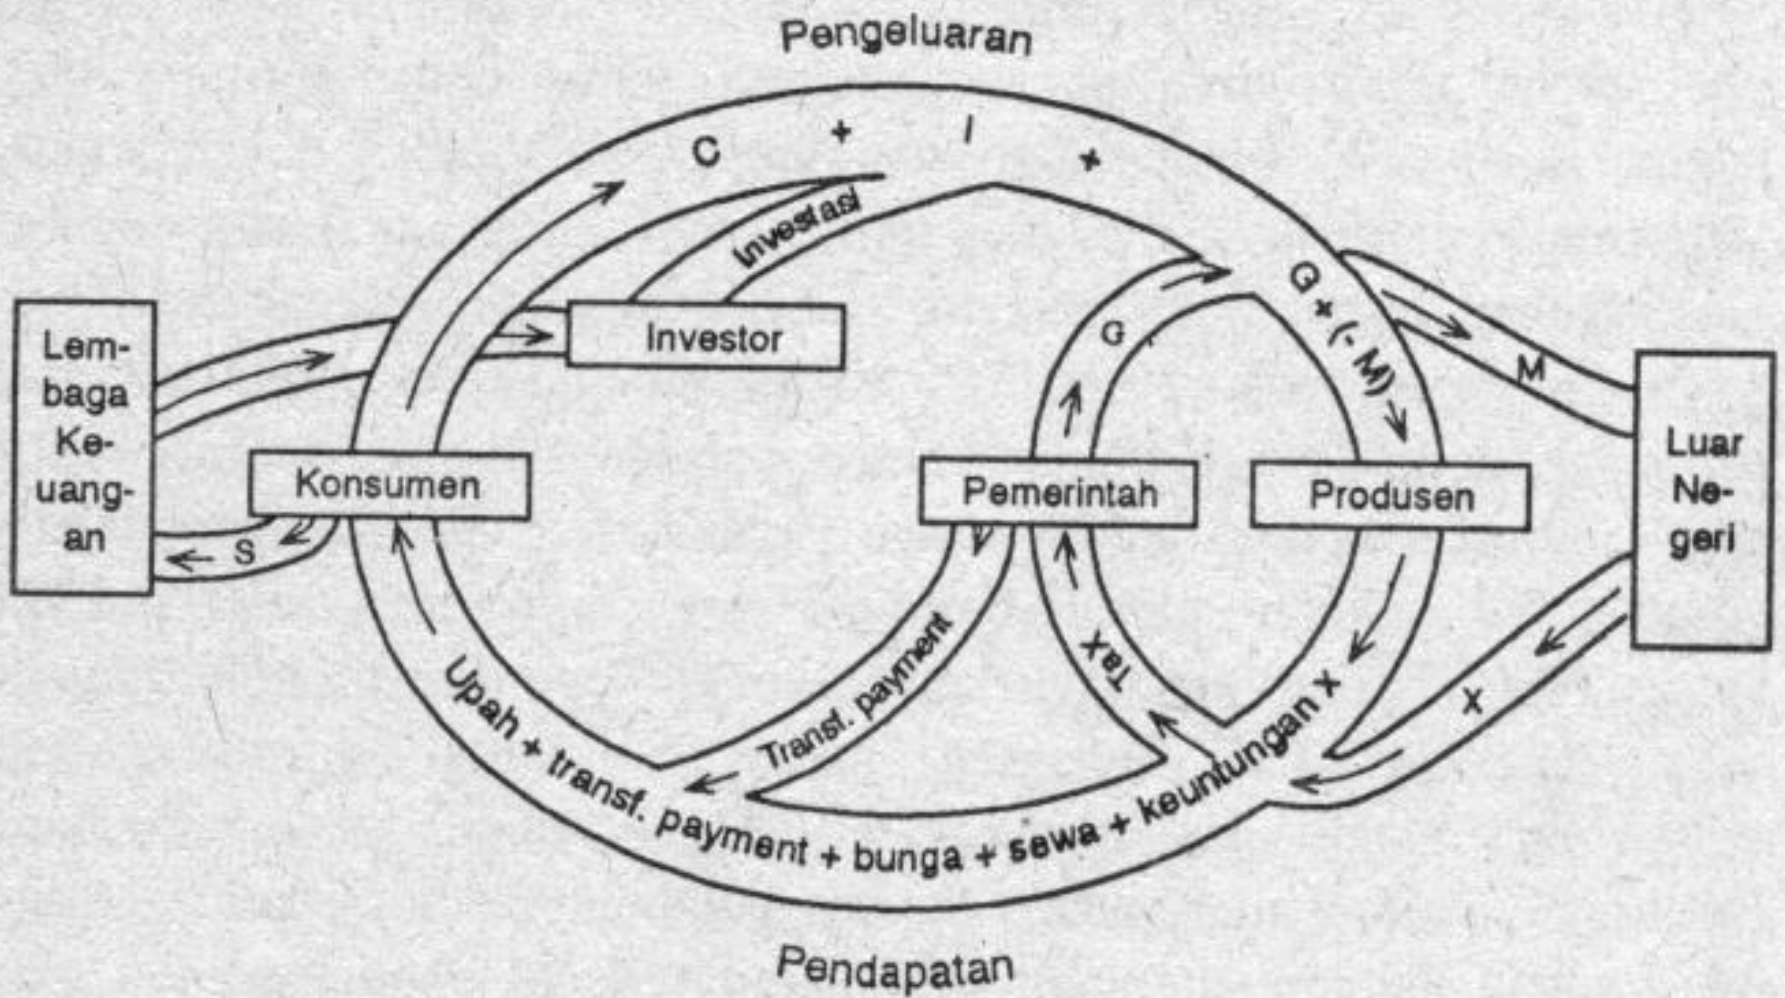 Pengeluaran
C + I +
G + (- M)
Investasi
Investor
Lem-
baga
Ke-
uang-
an
Konsumen
S
G
M
Pemerintah
Produsen
Luar
Ne-
geri
Transf. payment
TaX
X
Upah + transf. payment + bunga + sewa + keuntungan X
Pendapatan